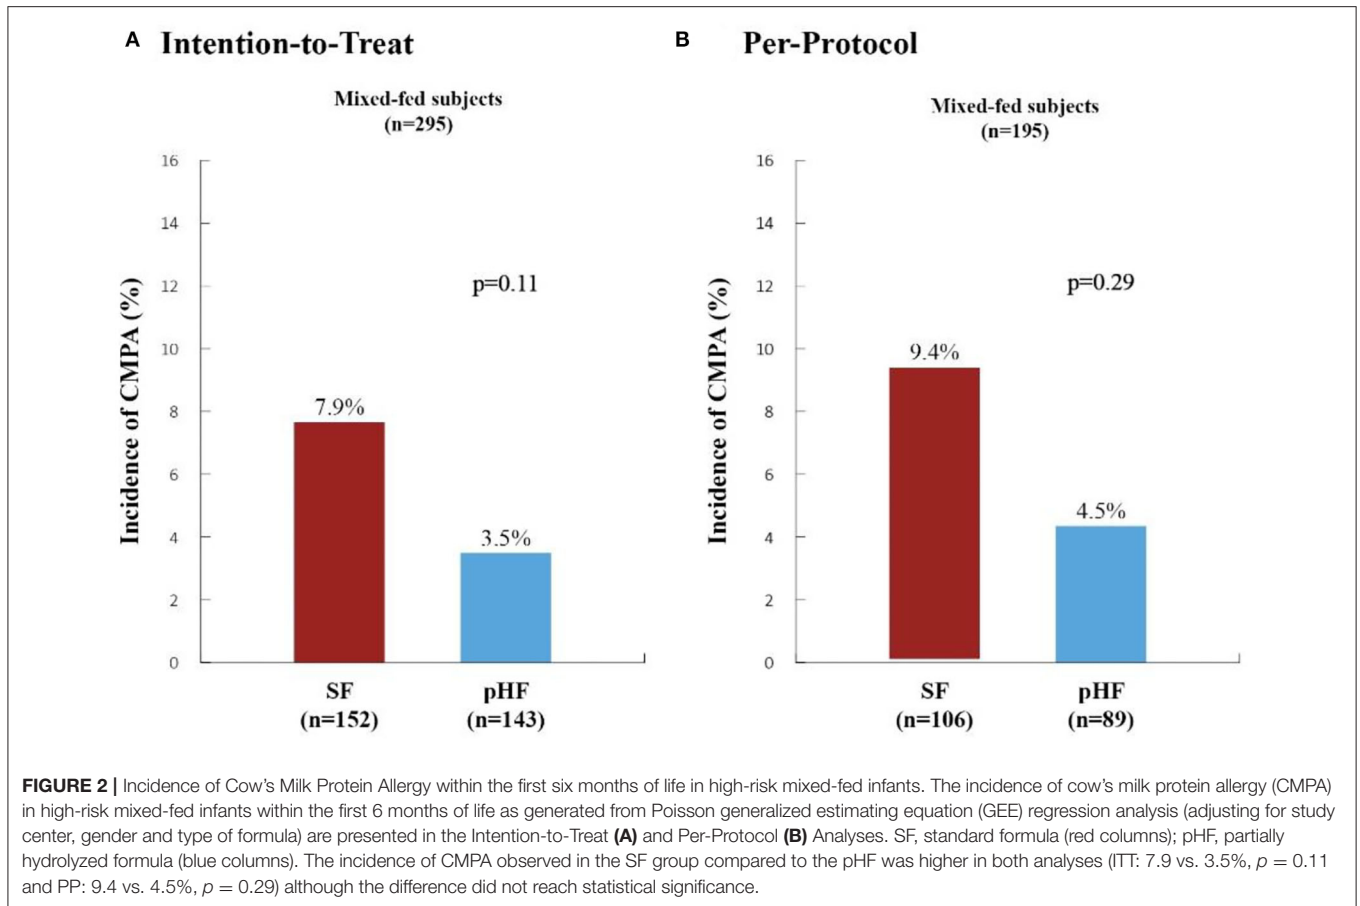 A Intention-to-Treat
Mixed-fed subjects
(n=295)
16
14
12
10
8
6
4
2
0
Incidence of CMPA (%)
p=0.11
7.9%
3.5%
SF
(n=152)
pHF
(n=143)
B Per-Protocol
Mixed-fed subjects
(n=195)
16
14
12
10
8
6
4
2
0
Incidence of CMPA (%)
p=0.29
9.4%
4.5%
SF
(n=106)
pHF
(n=89)
FIGURE 2 | Incidence of Cow's Milk Protein Allergy within the first six months of life in high-risk mixed-fed infants. The incidence of cow's milk protein allergy (CMPA)
in high-risk mixed-fed infants within the first 6 months of life as generated from Poisson generalized estimating equation (GEE) regression analysis (adjusting for study
center, gender and type of formula) are presented in the Intention-to-Treat (A) and Per-Protocol (B) Analyses. SF, standard formula (red columns); pHF, partially
hydrolyzed formula (blue columns). The incidence of CMPA observed in the SF group compared to the pHF was higher in both analyses (ITT: 7.9 vs. 3.5%, p = 0.11
and PP: 9.4 vs. 4.5%, p = 0.29) although the difference did not reach statistical significance.